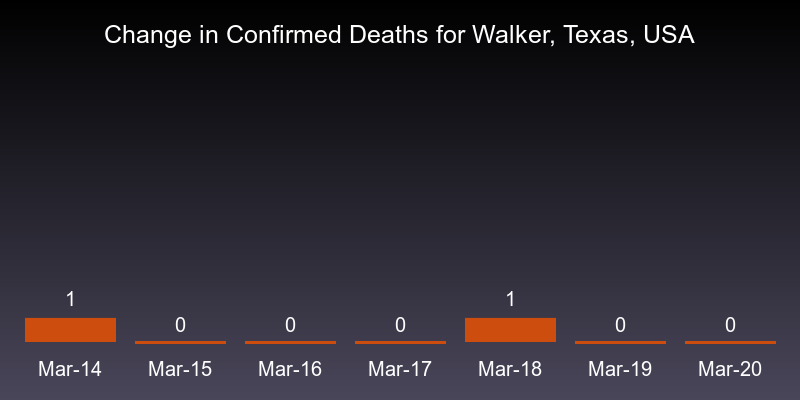 Change in Confirmed Deaths for Walker, Texas, USA
1 0 0 0 1 0 0
Mar-14 Mar-15 Mar-16 Mar-17 Mar-18 Mar-19 Mar-20